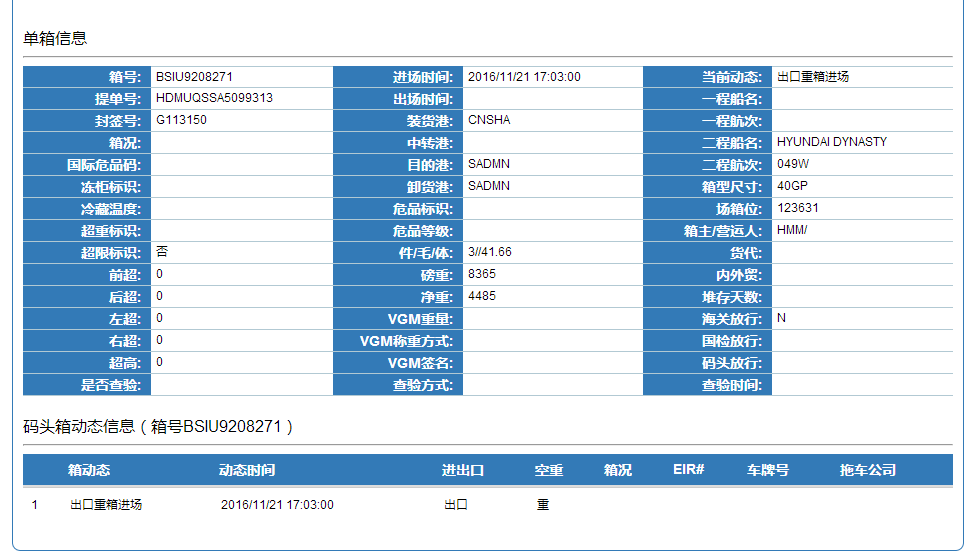 单箱信息
箱号: BSIU9208271 进场时间: 2016/11/21 17:03:00 当前动态: 出口重箱进场
提单号: HDMUQSSA5099313 出场时间: 一程船名:
封签号: G113150 装货港: CNSHA 一程航次:
箱况: 中转港: 二程船名: HYUNDAI DYNASTY
国际危品码: 目的港: SADMN 二程航次: 049W
冻柜标识: 卸货港: SADMN 箱型尺寸: 40GP
冷藏温度: 危品标识: 场箱位: 123631
超重标识: 危品等级: 箱主/营运人: HMM/
超限标识: 否 件/毛/体: 3//41.66 货代:
前超: 0 磅重: 8365 内外贸:
后超: 0 净重: 4485 堆存天数:
左超: 0 VGM重量: 海关放行: N
右超: 0 VGM称重方式: 国检放行:
超高: 0 VGM签名: 码头放行:
是否查验: 查验方式: 查验时间:
码头箱动态信息（箱号BSIU9208271）
箱动态 动态时间 进出口 空重 箱况 EIR# 车牌号 拖车公司
1 出口重箱进场 2016/11/21 17:03:00 出口 重